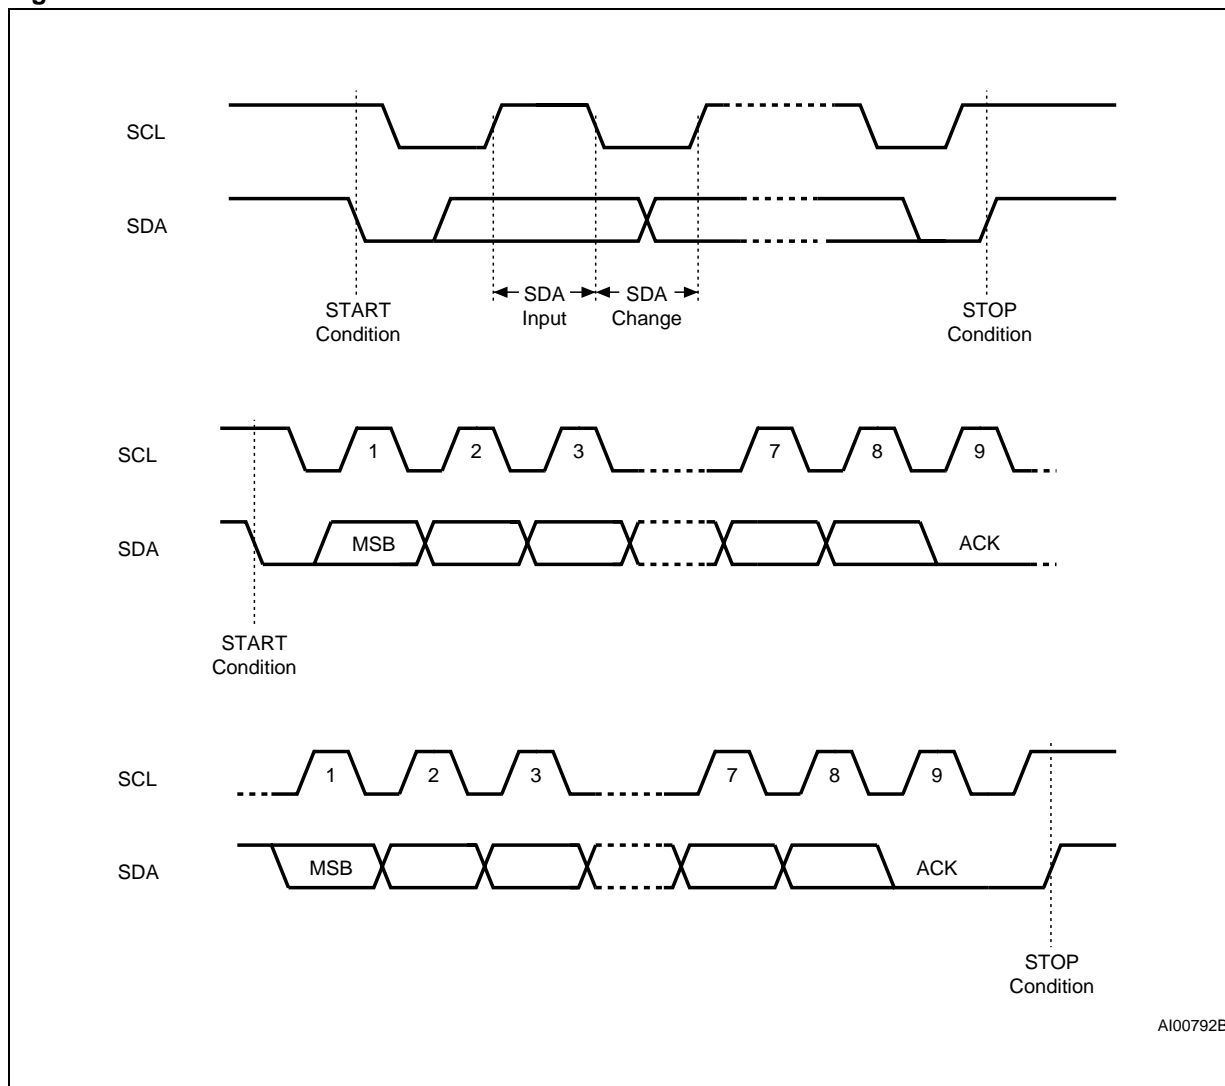 SCL
SDA
START
Condition
SDA
Input
SDA
Change
STOP
Condition
SCL
1 2 3 7 8 9
SDA
MSB ACK
START
Condition
SCL
1 2 3 7 8 9
SDA
MSB ACK
STOP
Condition
AI00792B